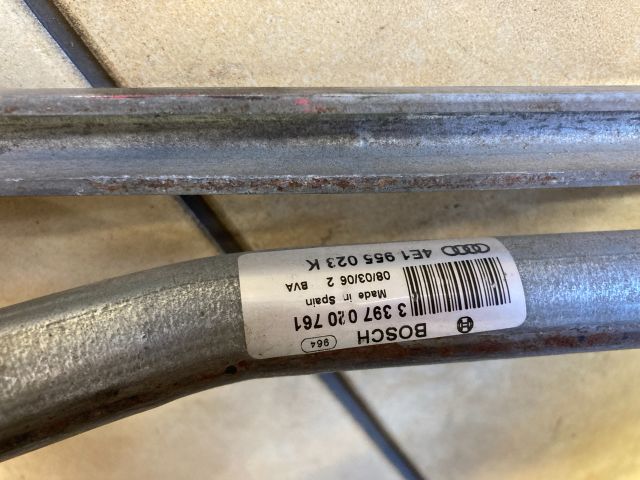 BOSCH
964
3 397 020 761
Made in Spain
08/03/06 2 BVA
4E1 955 023 K